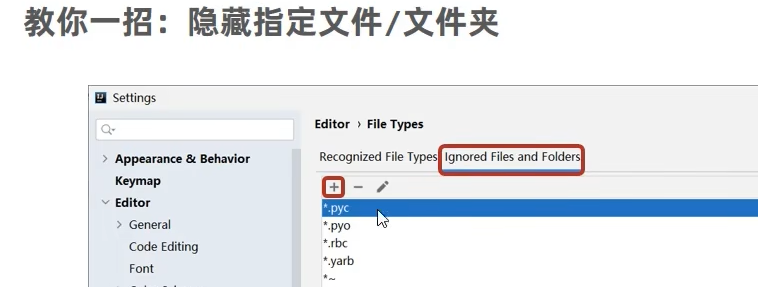 教你一招：隐藏指定文件/文件夹
Settings
Editor › File Types
Appearance & Behavior
Recognized File Types Ignored Files and Folders
Keymap
Editor
*.pyc
General
*.pyo
Code Editing
*.rbc
*.yarb
Font
*~